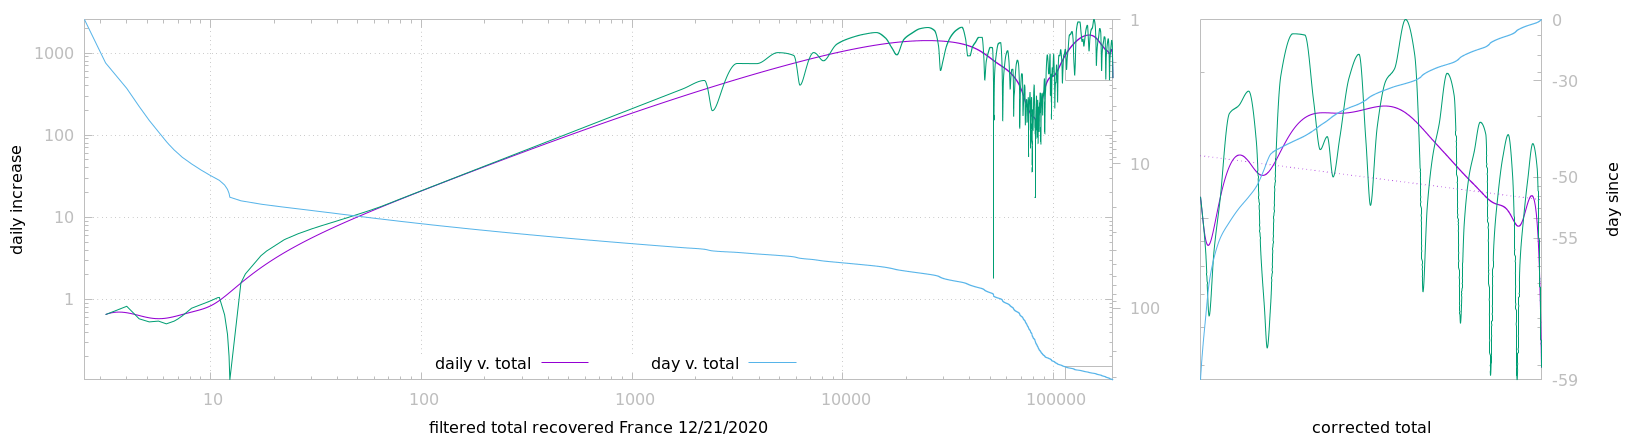 1000
100
10
1
daily increase
10
100
1000
10000
100000
1
10
100
daily v. total
day v. total
filtered total recovered France 12/21/2020
0
-30
-50
-55
-59
day since
corrected total